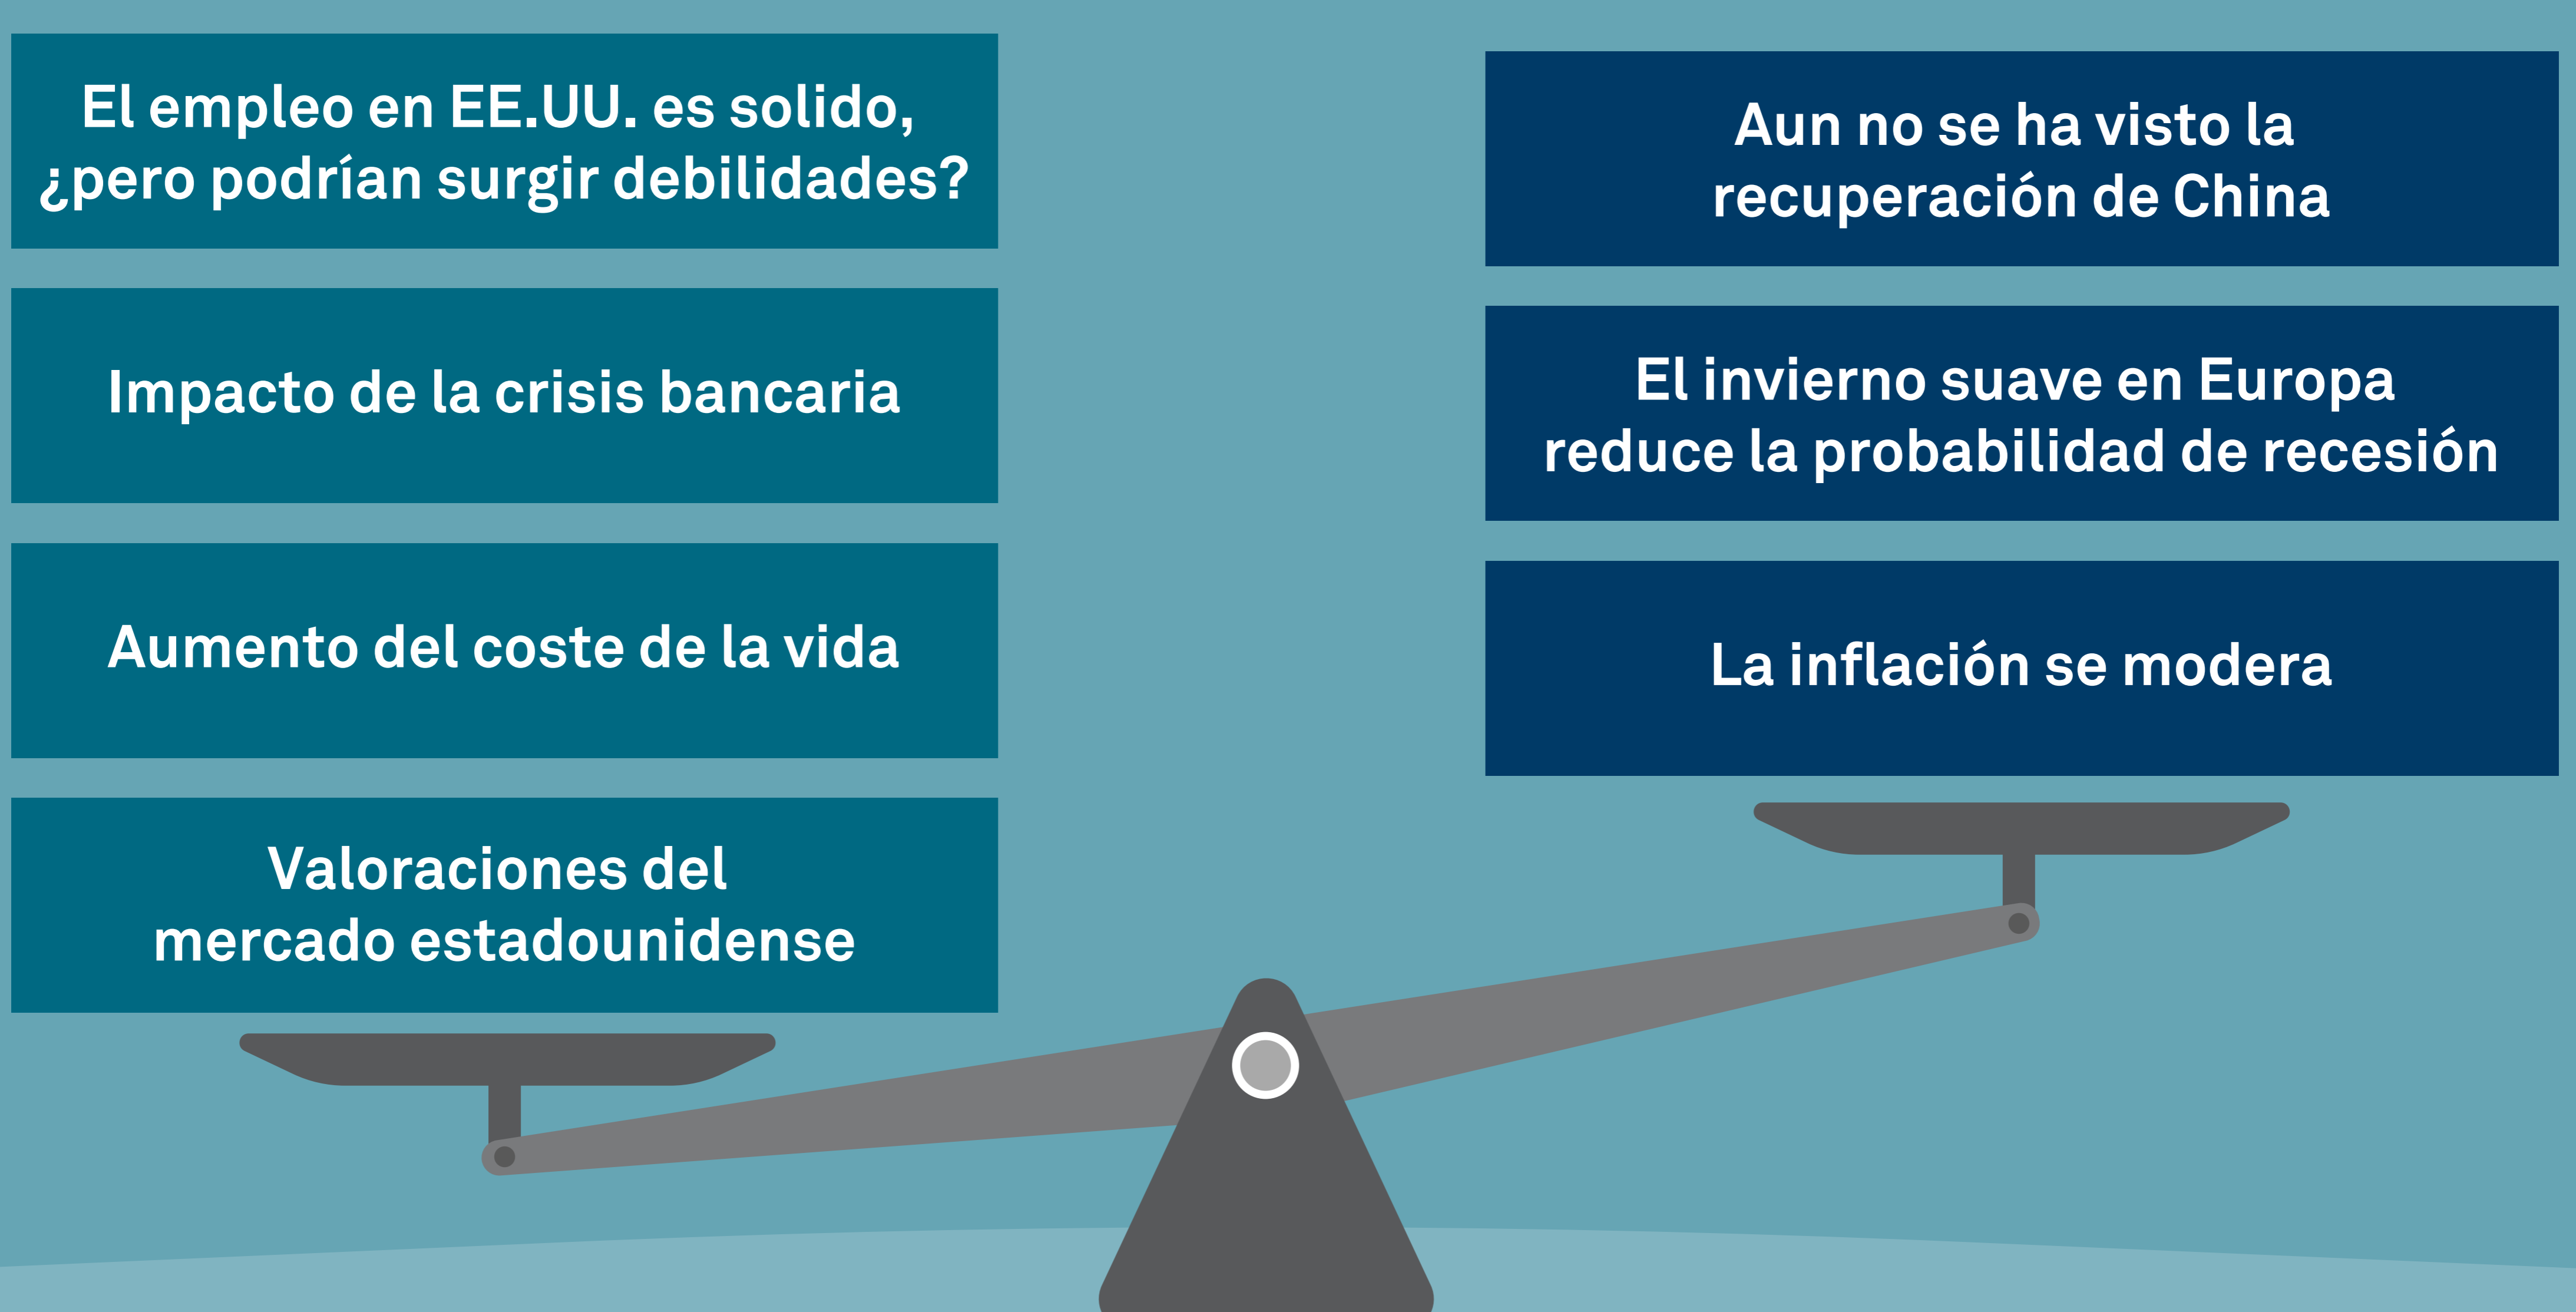 El empleo en EE.UU. es solido,
¿pero podrían surgir debilidades?
Impacto de la crisis bancaria
Aumento del coste de la vida
Valoraciones del
mercado estadounidense
Aun no se ha visto la
recuperación de China
El invierno suave en Europa
reduce la probabilidad de recesión
La inflación se modera